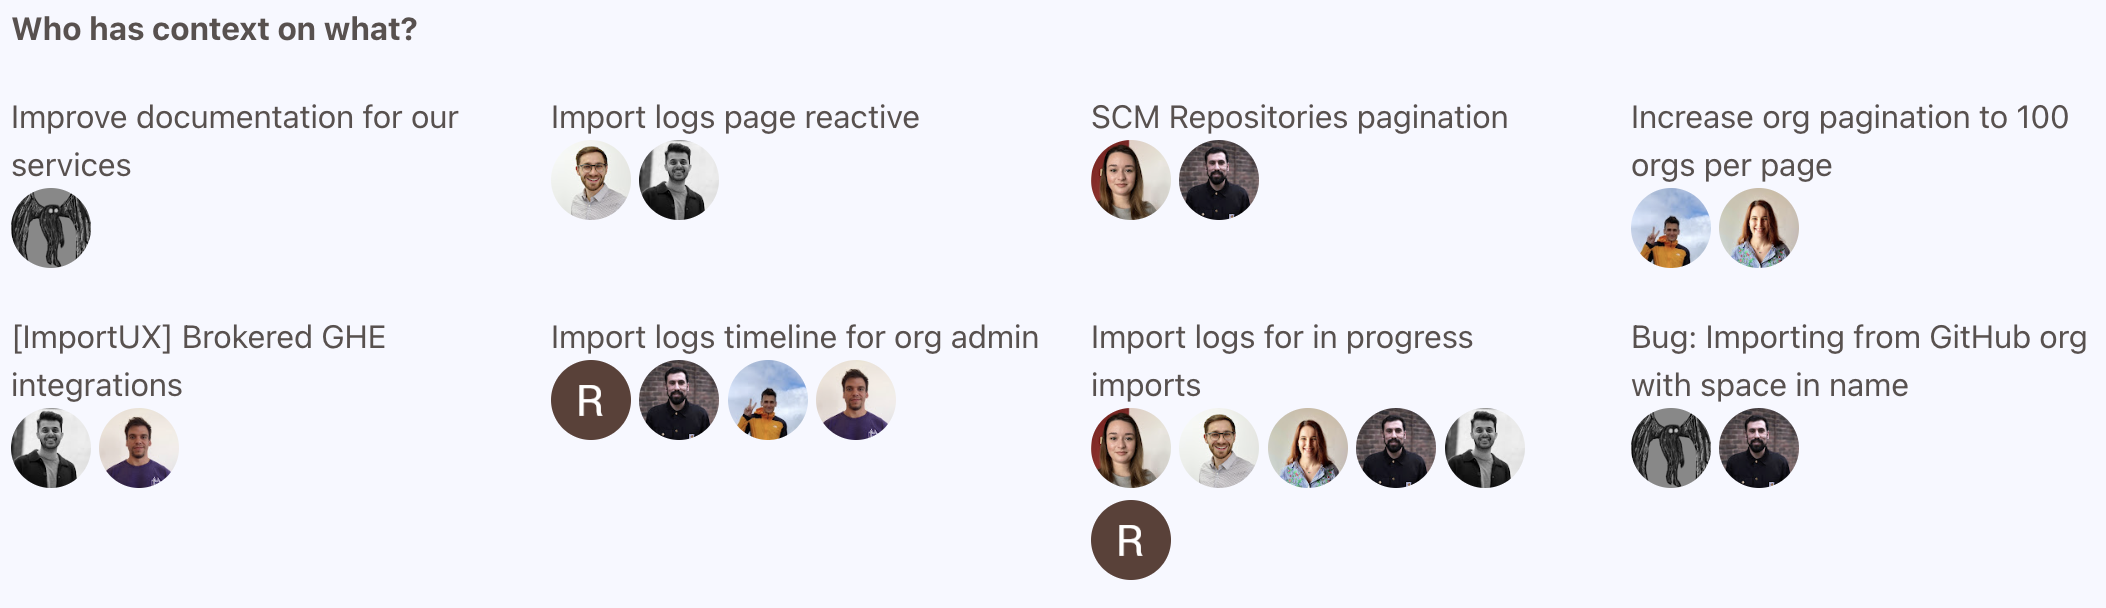 Who has context on what?
Improve documentation for our
services
Import logs page reactive
SCM Repositories pagination
Increase org pagination to 100
orgs per page
[ImportUX] Brokered GHE
integrations
Import logs timeline for org admin
R
Import logs for in progress
imports
R
Bug: Importing from GitHub org
with space in name